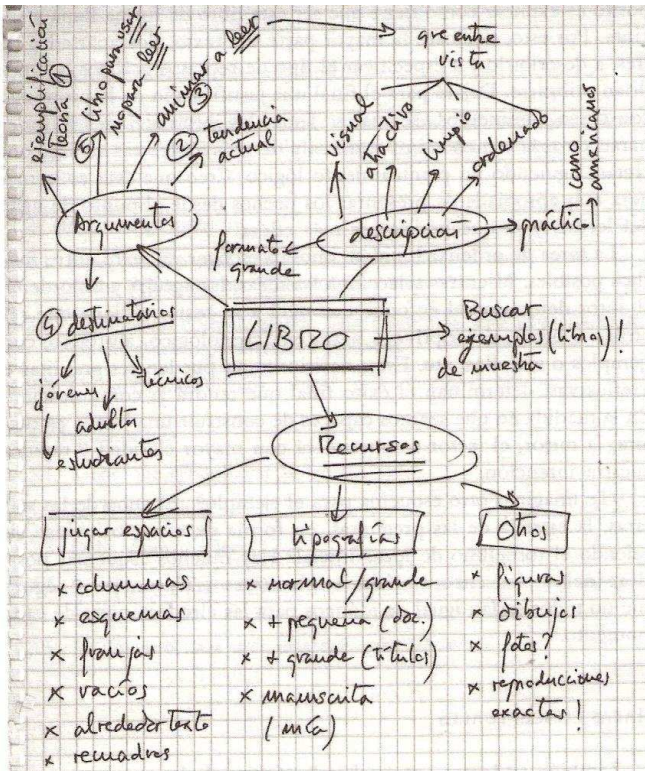 ejemplificación
Teoría ①
⑤ libro para usar
no para leer
animar a leer
③
② tendencia
actual
que entre
vista
visual
atractivo
limpio
ordenado
como
americanos
Argumentos
descripción
práctico
formato
grande
④ destinatarios
jóvenes
adultos
estudiantes
técnicos
LIBRO
Buscar
ejemplos (libros)!
de muestra
Recursos
jugar espacios
x columnas
x esquemas
x franjas
x vacíos
x alrededor texto
x recuadros
tipografías
x normal/grande
x + pequeña (doc.)
x + grande (títulos)
x manuscrita
(mía)
Otros
x figuras
x dibujos
x fotos?
x reproducciones
exactas!